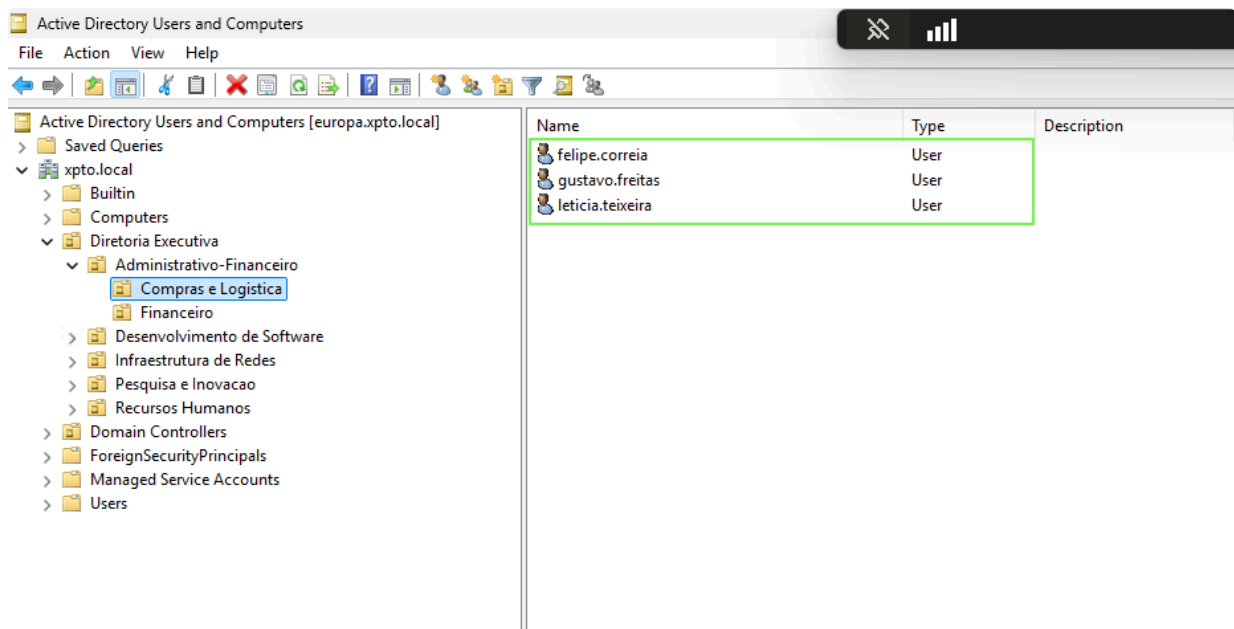 Active Directory Users and Computers
File Action View Help
Active Directory Users and Computers [europa.xpto.local]
Saved Queries
xpto.local
Builtin
Computers
Diretoria Executiva
Administrativo-Financeiro
Compras e Logistica
Financeiro
Desenvolvimento de Software
Infraestrutura de Redes
Pesquisa e Inovacao
Recursos Humanos
Domain Controllers
ForeignSecurityPrincipals
Managed Service Accounts
Users
Name Type Description
felipe.correia User
gustavo.freitas User
leticia.teixeira User